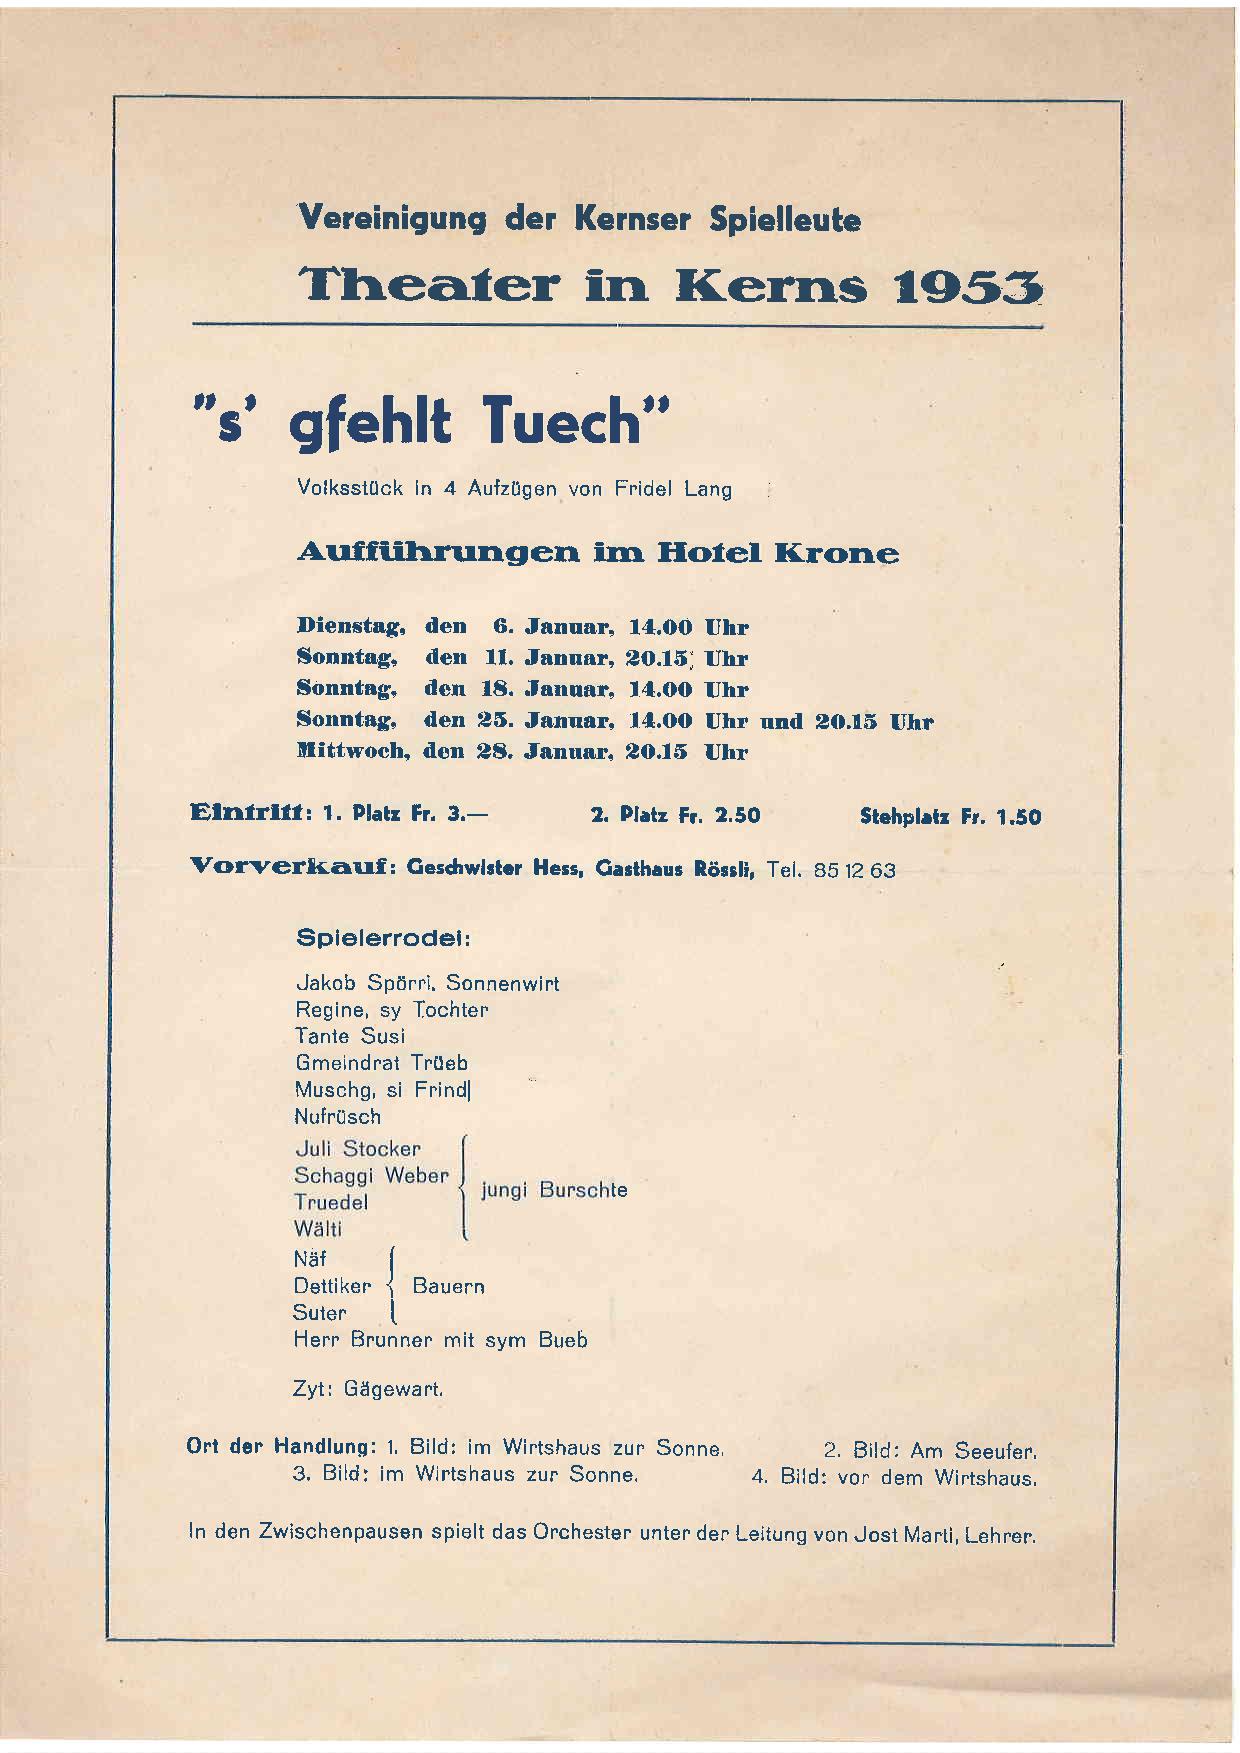 Vereinigung der Kernser Spielleute
Theater in Kerns 1953
"s' gfehlt Tuech"
Volksstück in 4 Aufzügen von Fridel Lang
Aufführungen im Hotel Krone
Dienstag, den 6. Januar, 14.00 Uhr
Sonntag, den 11. Januar, 20.15 Uhr
Sonntag, den 18. Januar, 14.00 Uhr
Sonntag, den 25. Januar, 14.00 Uhr und 20.15 Uhr
Mittwoch, den 28. Januar, 20.15 Uhr
Eintritt: 1. Platz Fr. 3.— 2. Platz Fr. 2.50 Stehplatz Fr. 1.50
Vorverkauf: Geschwister Hess, Gasthaus Rössli, Tel. 85 12 63
Spielerrodel:
Jakob Spörri, Sonnenwirt
Regine, sy Tochter
Tante Susi
Gmeindrat Trüeb
Muschg, si Frind
Nufrüsch
Juli Stocker
Schaggi Weber
jungi Burschte
Truedel
Wälti
Näf
Dettiker Bauern
Suter
Herr Brunner mit sym Bueb
Zyt: Gägewart.
Ort der Handlung: 1. Bild: im Wirtshaus zur Sonne. 2. Bild: Am Seeufer.
3. Bild: im Wirtshaus zur Sonne. 4. Bild: vor dem Wirtshaus.
In den Zwischenpausen spielt das Orchester unter der Leitung von Jost Marti, Lehrer.